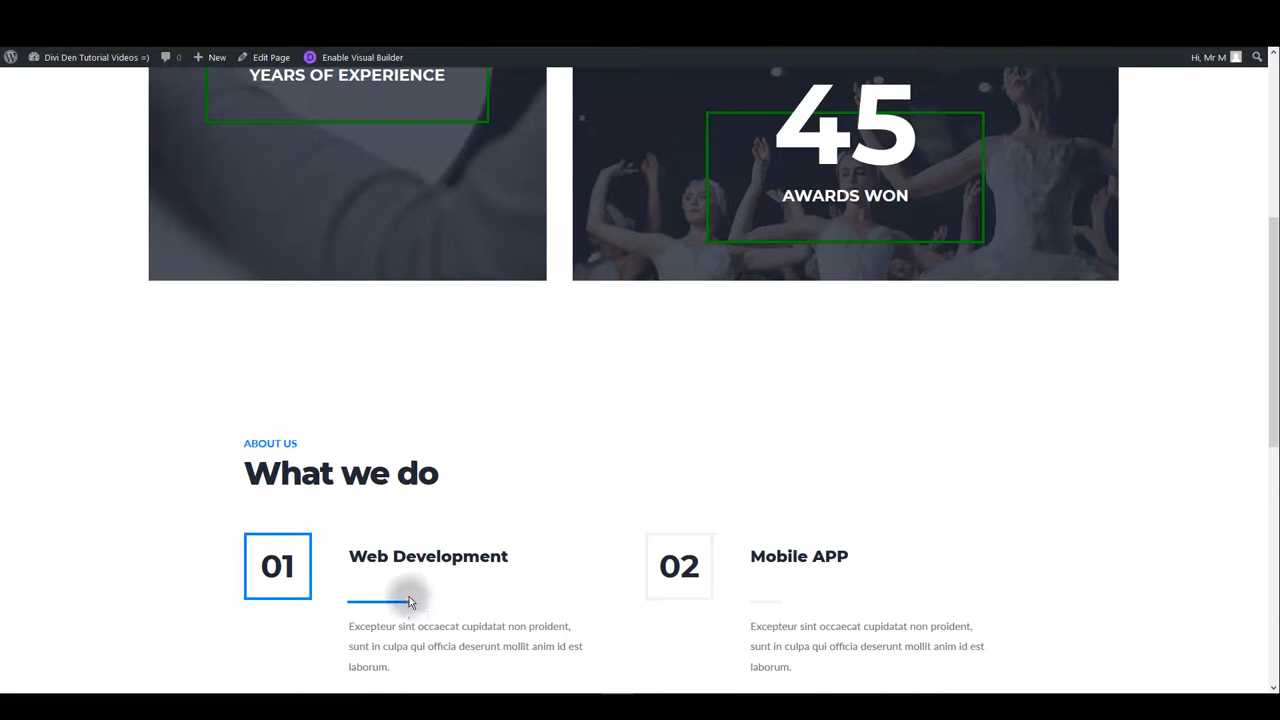 Divi Den Tutorial Videos =) 0 New Edit Page D Enable Visual Builder Hi, Mr M
YEARS OF EXPERIENCE
45
AWARDS WON
ABOUT US
What we do
01 Web Development
Excepteur sint occaecat cupidatat non proident,
sunt in culpa qui officia deserunt mollit anim id est
laborum.
02 Mobile APP
Excepteur sint occaecat cupidatat non proident,
sunt in culpa qui officia deserunt mollit anim id est
laborum.